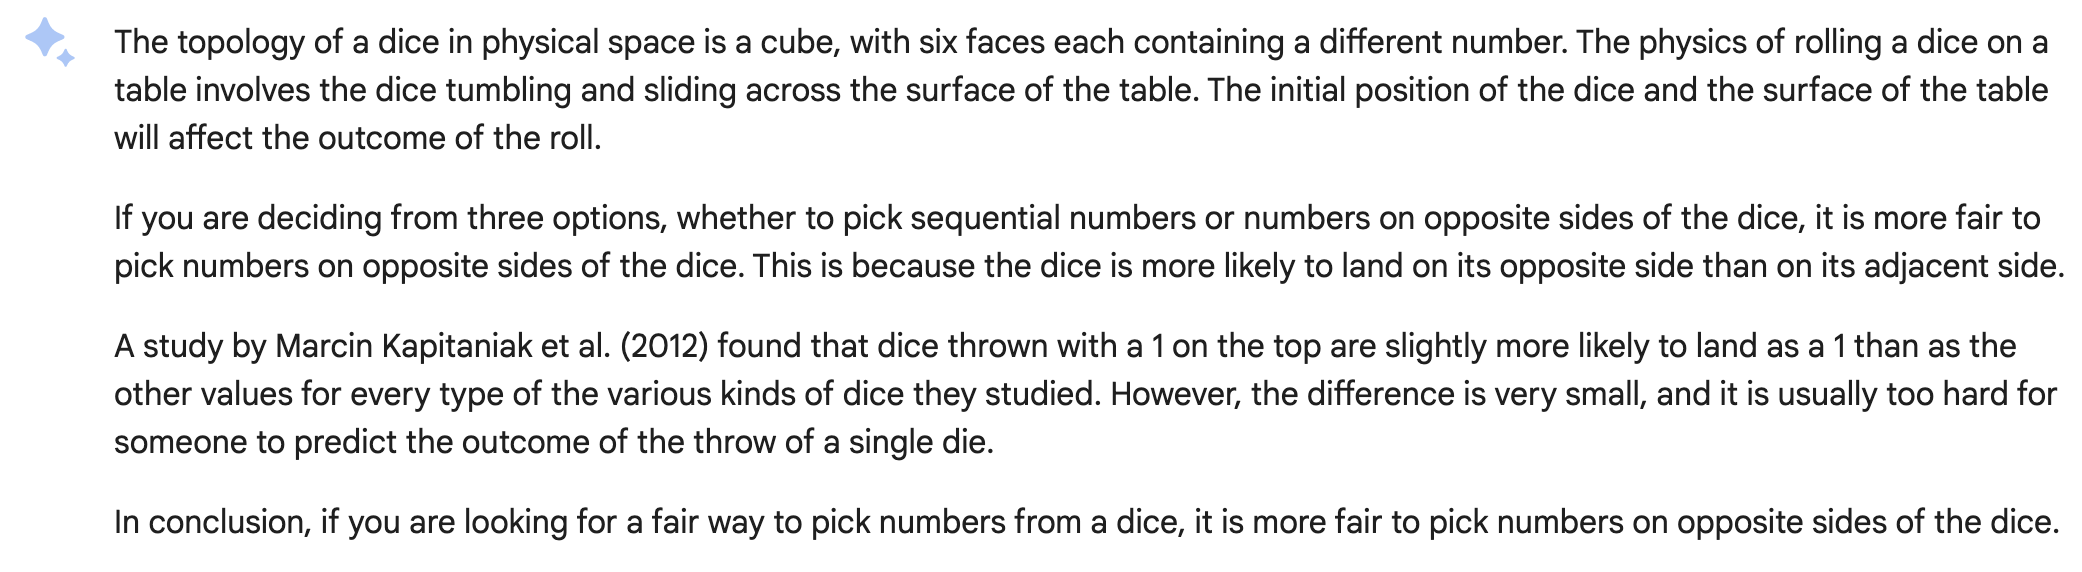 The topology of a dice in physical space is a cube, with six faces each containing a different number. The physics of rolling a dice on a
table involves the dice tumbling and sliding across the surface of the table. The initial position of the dice and the surface of the table
will affect the outcome of the roll.
If you are deciding from three options, whether to pick sequential numbers or numbers on opposite sides of the dice, it is more fair to
pick numbers on opposite sides of the dice. This is because the dice is more likely to land on its opposite side than on its adjacent side.
A study by Marcin Kapitaniak et al. (2012) found that dice thrown with a 1 on the top are slightly more likely to land as a 1 than as the
other values for every type of the various kinds of dice they studied. However, the difference is very small, and it is usually too hard for
someone to predict the outcome of the throw of a single die.
In conclusion, if you are looking for a fair way to pick numbers from a dice, it is more fair to pick numbers on opposite sides of the dice.